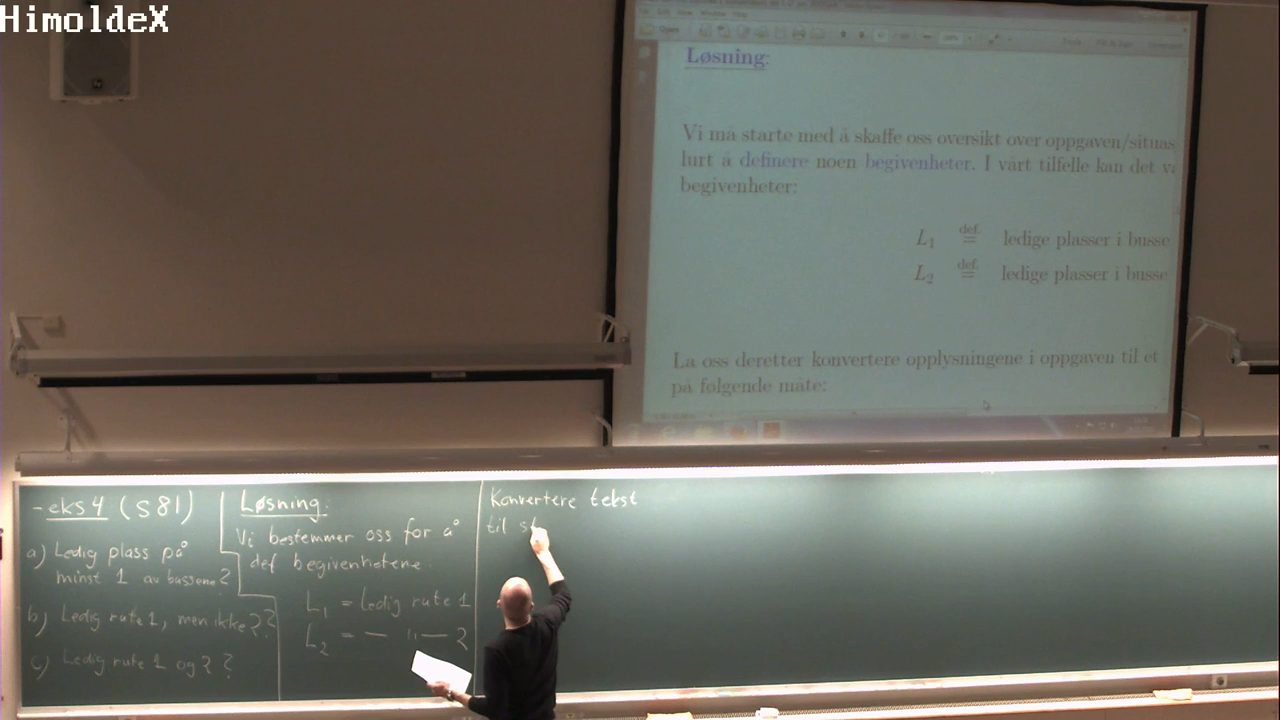 HimoldeX
Løsning:
Vi må starte med å skaffe oss oversikt over oppgaven/situas
lurt å definere noen begivenheter. I vårt tilfelle kan det va
begivenheter:
L₁ def. = ledige plasser i busse
L₂ def. = ledige plasser i busse
La oss deretter konvertere opplysningene i oppgaven til et
på følgende måte:
- eks 4 (S 81)
a) Ledig plass på
minst 1 av bussene?
b) Ledig rute 1, men ikke 2?
c) Ledig rute 1 og 2?
Løsning:
Vi bestemmer oss for å
def begivenhetene
L₁ = Ledig rute 1
L₂ = — 11 — 2
Konvertere tekst
til st